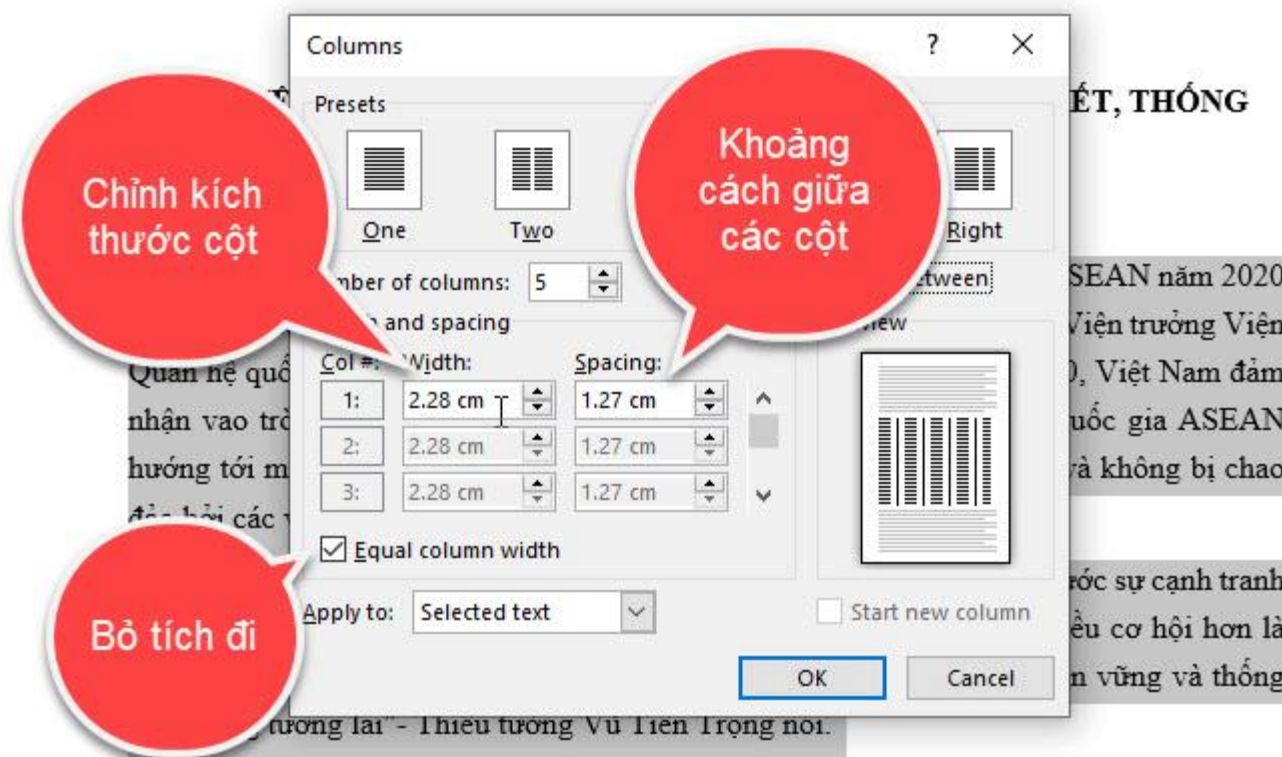 Columns
ẾT, THỐNG
Presets
One
Two
Right
Chỉnh kích
thước cột
Khoảng
cách giữa
các cột
of columns: 5
and spacing
Col #: Width: Spacing:
1: 2.28 cm 1.27 cm
2: 2.28 cm 1.27 cm
3: 2.28 cm 1.27 cm
Equal column width
Apply to: Selected text
Start new column
OK
Cancel
Bỏ tích đi
SEAN năm 2020
Viện trưởng Viện
Quan hệ quố
, Việt Nam đảm
nhận vao trò
uốc gia ASEAN
hướng tới m
và không bị chao
bởi các
ước sự cạnh tranh
ều cơ hội hơn là
n vững và thống
tương lai"- Thiếu tướng Vũ Tiến Trọng nói.